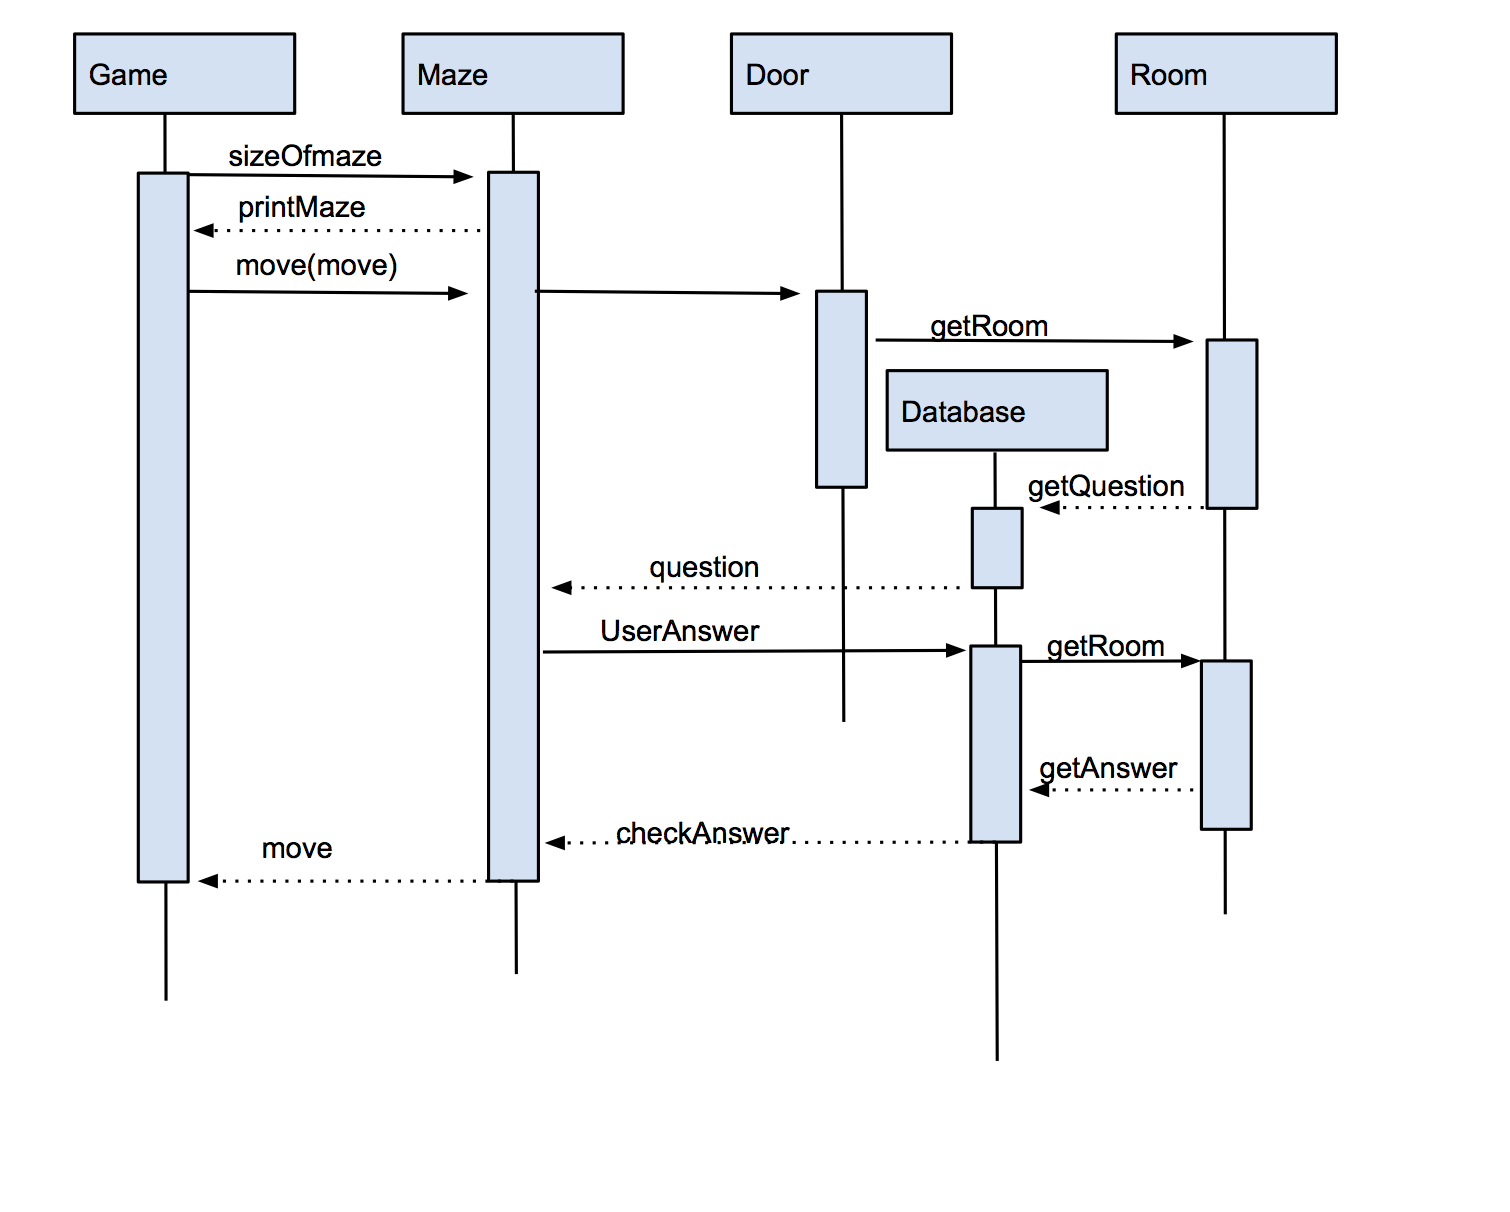 Game
Maze
Door
Room
sizeOfmaze
printMaze
move(move)
getRoom
Database
getQuestion
question
UserAnswer
getRoom
getAnswer
checkAnswer
move